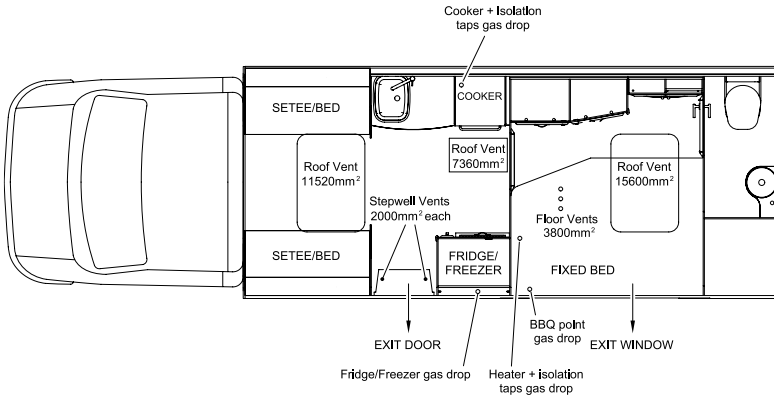 Cooker + Isolation
taps gas drop
SETEE/BED
COOKER
Roof Vent
11520mm²
Roof Vent
7360mm²
Roof Vent
15600mm²
Stepwell Vents
2000mm² each
Floor Vents
3800mm²
SETEE/BED
FRIDGE/
FREEZER
FIXED BED
BBQ point
gas drop
EXIT DOOR
EXIT WINDOW
Fridge/Freezer gas drop
Heater + isolation
taps gas drop